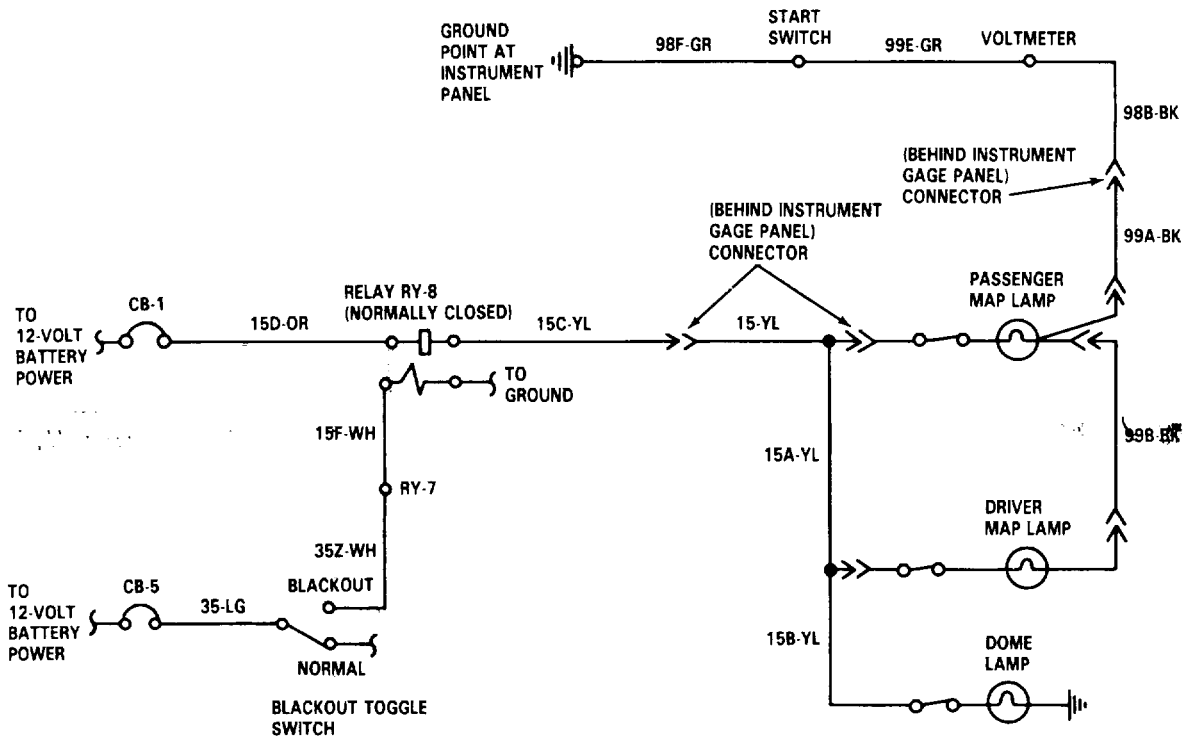 GROUND
POINT AT
INSTRUMENT
PANEL
98F-GR
START
SWITCH
99E-GR
VOLTMETER
98B-BK
(BEHIND INSTRUMENT
GAGE PANEL)
CONNECTOR
99A-BK
(BEHIND INSTRUMENT
GAGE PANEL)
CONNECTOR
PASSENGER
MAP LAMP
TO
12-VOLT
BATTERY
POWER
CB-1
15D-OR
RELAY RY-8
(NORMALLY CLOSED)
15C-YL
15-YL
TO
GROUND
15F-WH
RY-7
35Z-WH
15A-YL
99B-BK
DRIVER
MAP LAMP
TO
12-VOLT
BATTERY
POWER
CB-5
35-LG
BLACKOUT
NORMAL
BLACKOUT TOGGLE
SWITCH
15B-YL
DOME
LAMP